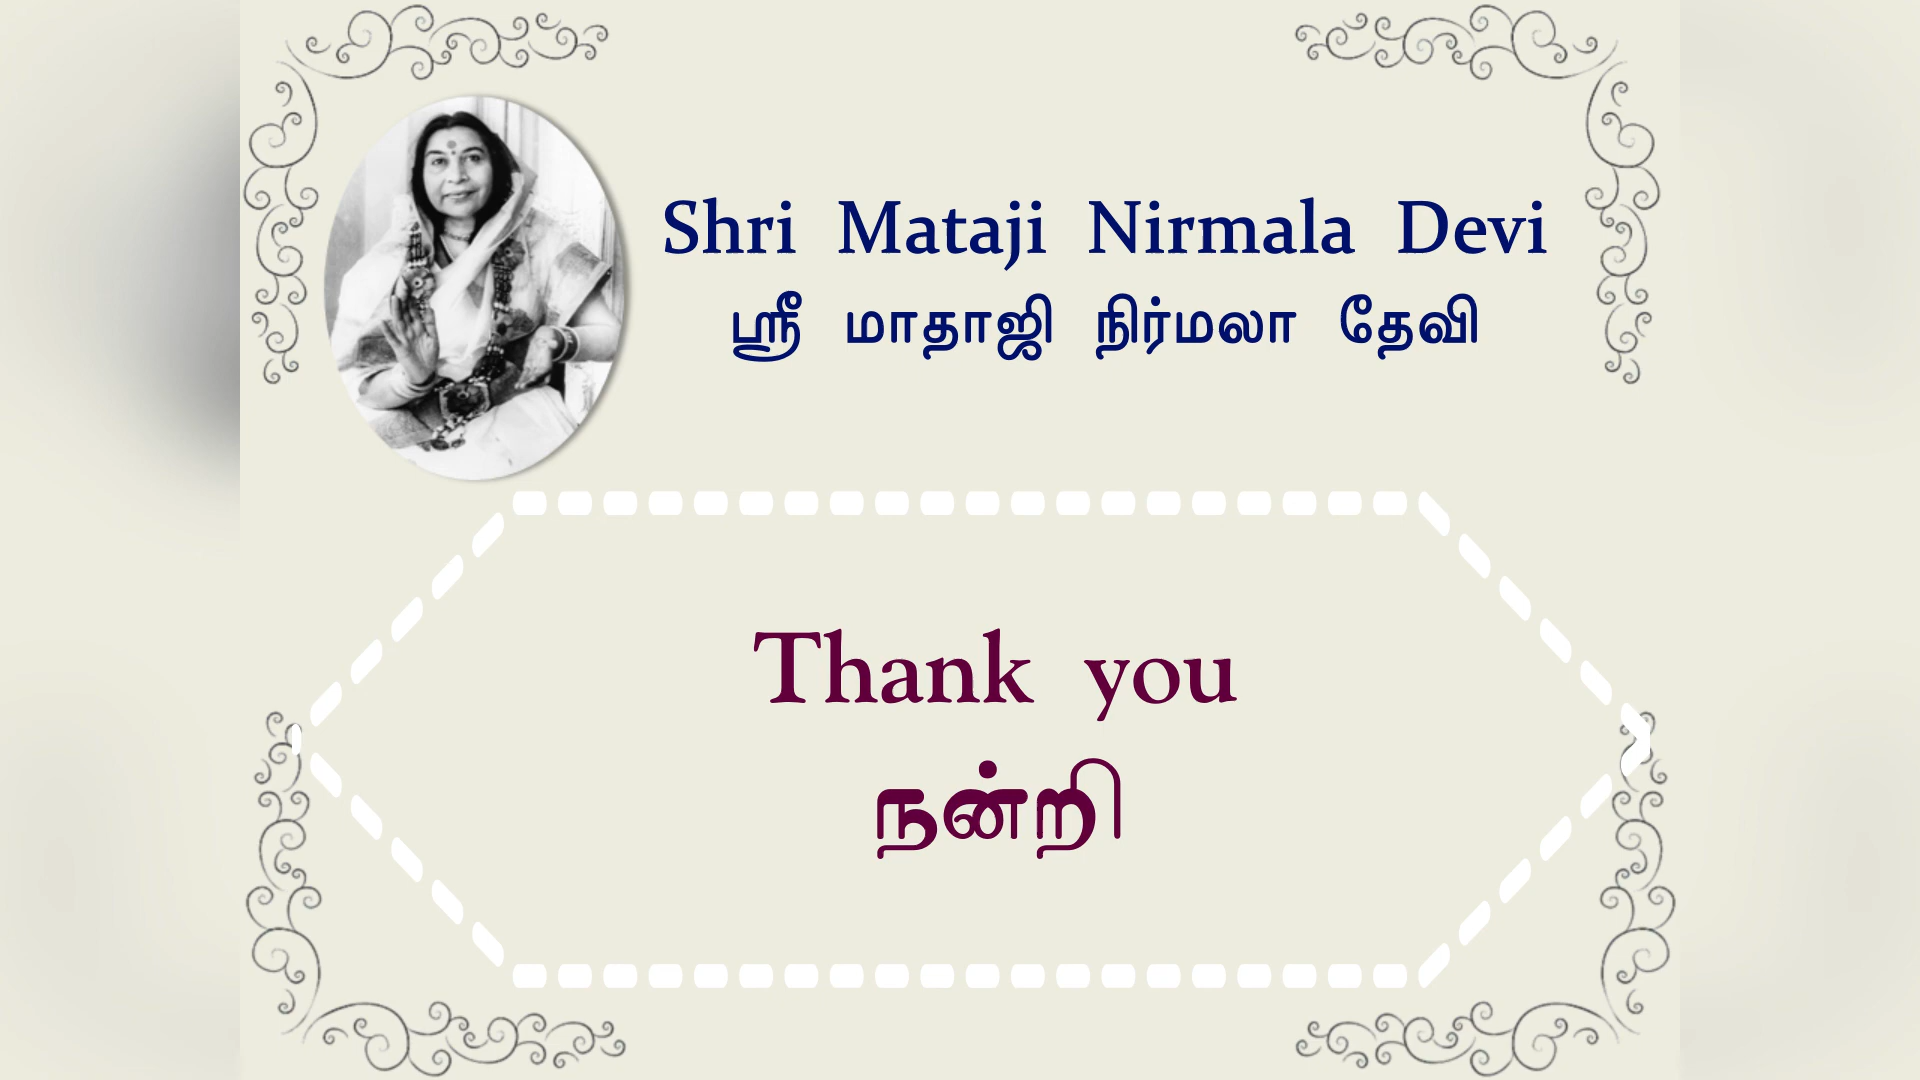 Shri Mataji Nirmala Devi
ஸ்ரீ மாதாஜி நிர்மலா தேவி
Thank you
நன்றி